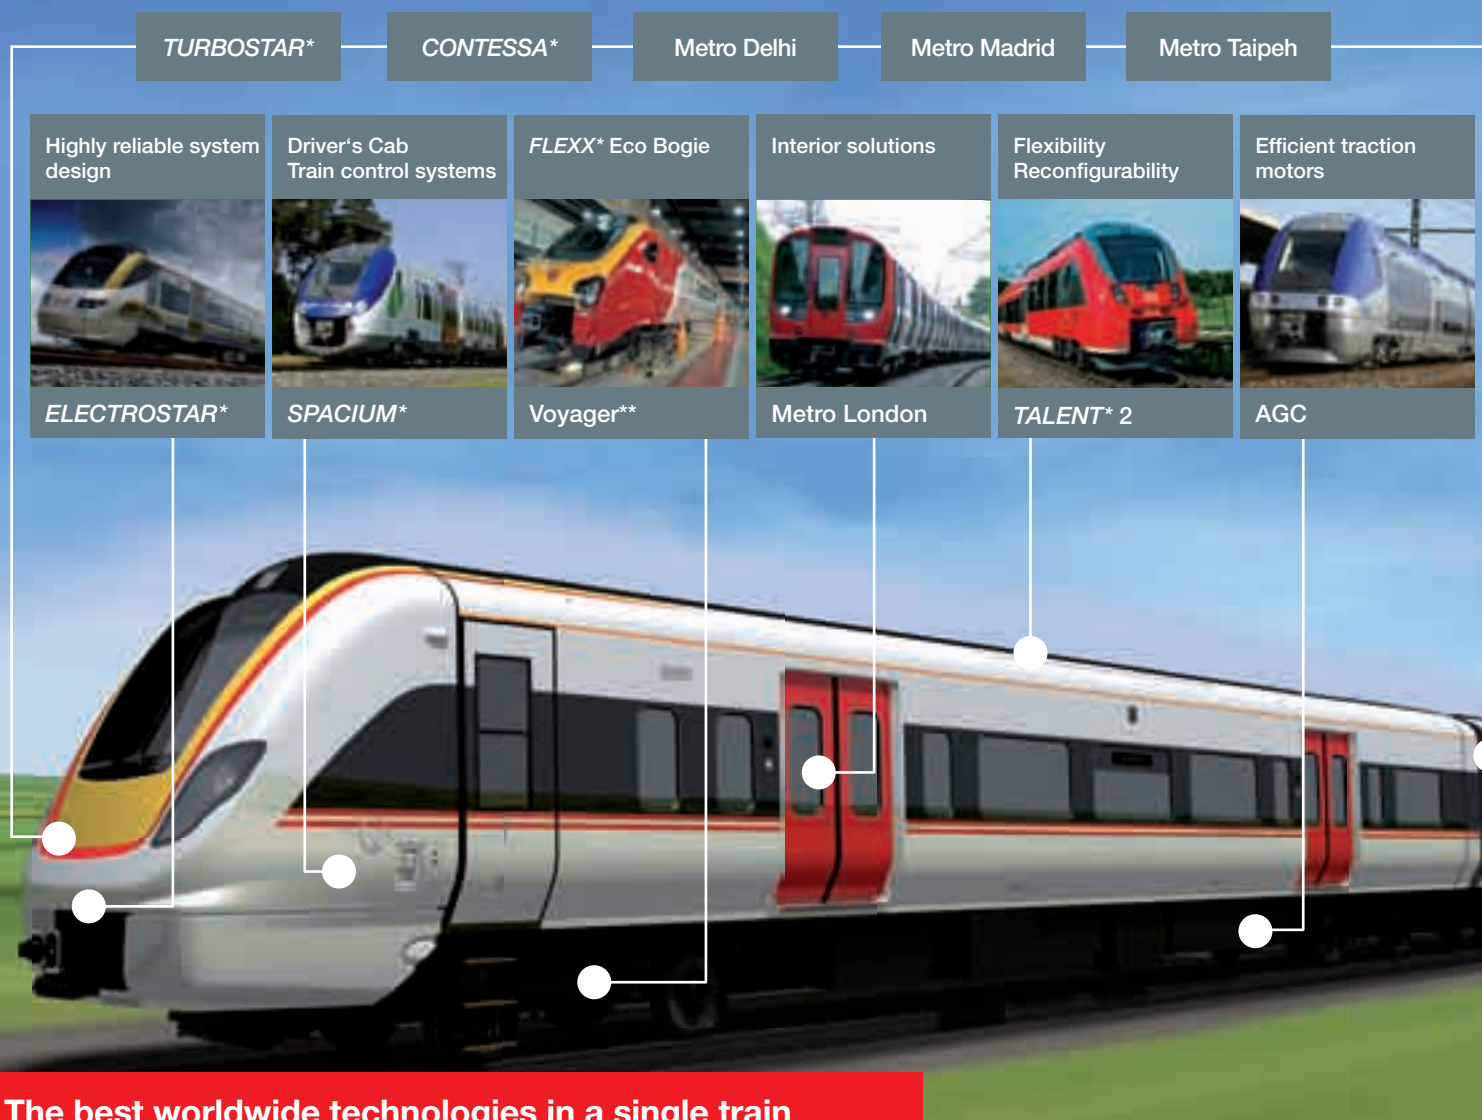 TURBOSTAR*
CONTESSA*
Metro Delhi
Metro Madrid
Metro Taipeh
Highly reliable system
design
ELECTROSTAR*
Driver‘s Cab
Train control systems
SPACIUM*
FLEXX* Eco Bogie
Voyager**
Interior solutions
Metro London
Flexibility
Reconfigurability
TALENT* 2
Efficient traction
motors
AGC
The best worldwide technologies in a single train